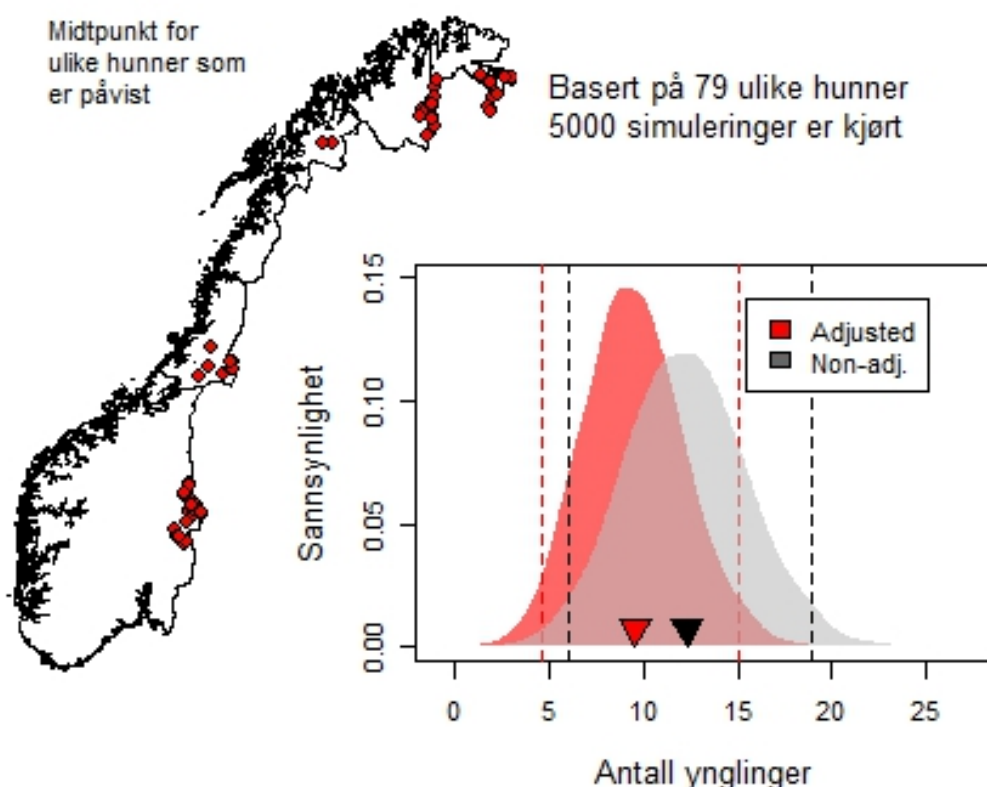 Midtpunkt for
ulike hunner som
er påvist
Basert på 79 ulike hunner
5000 simuleringer er kjørt
Sannsynlighet
0.15
0.10
0.05
0.00
Adjusted
Non-adj.
0 5 10 15 20 25
Antall ynglinger